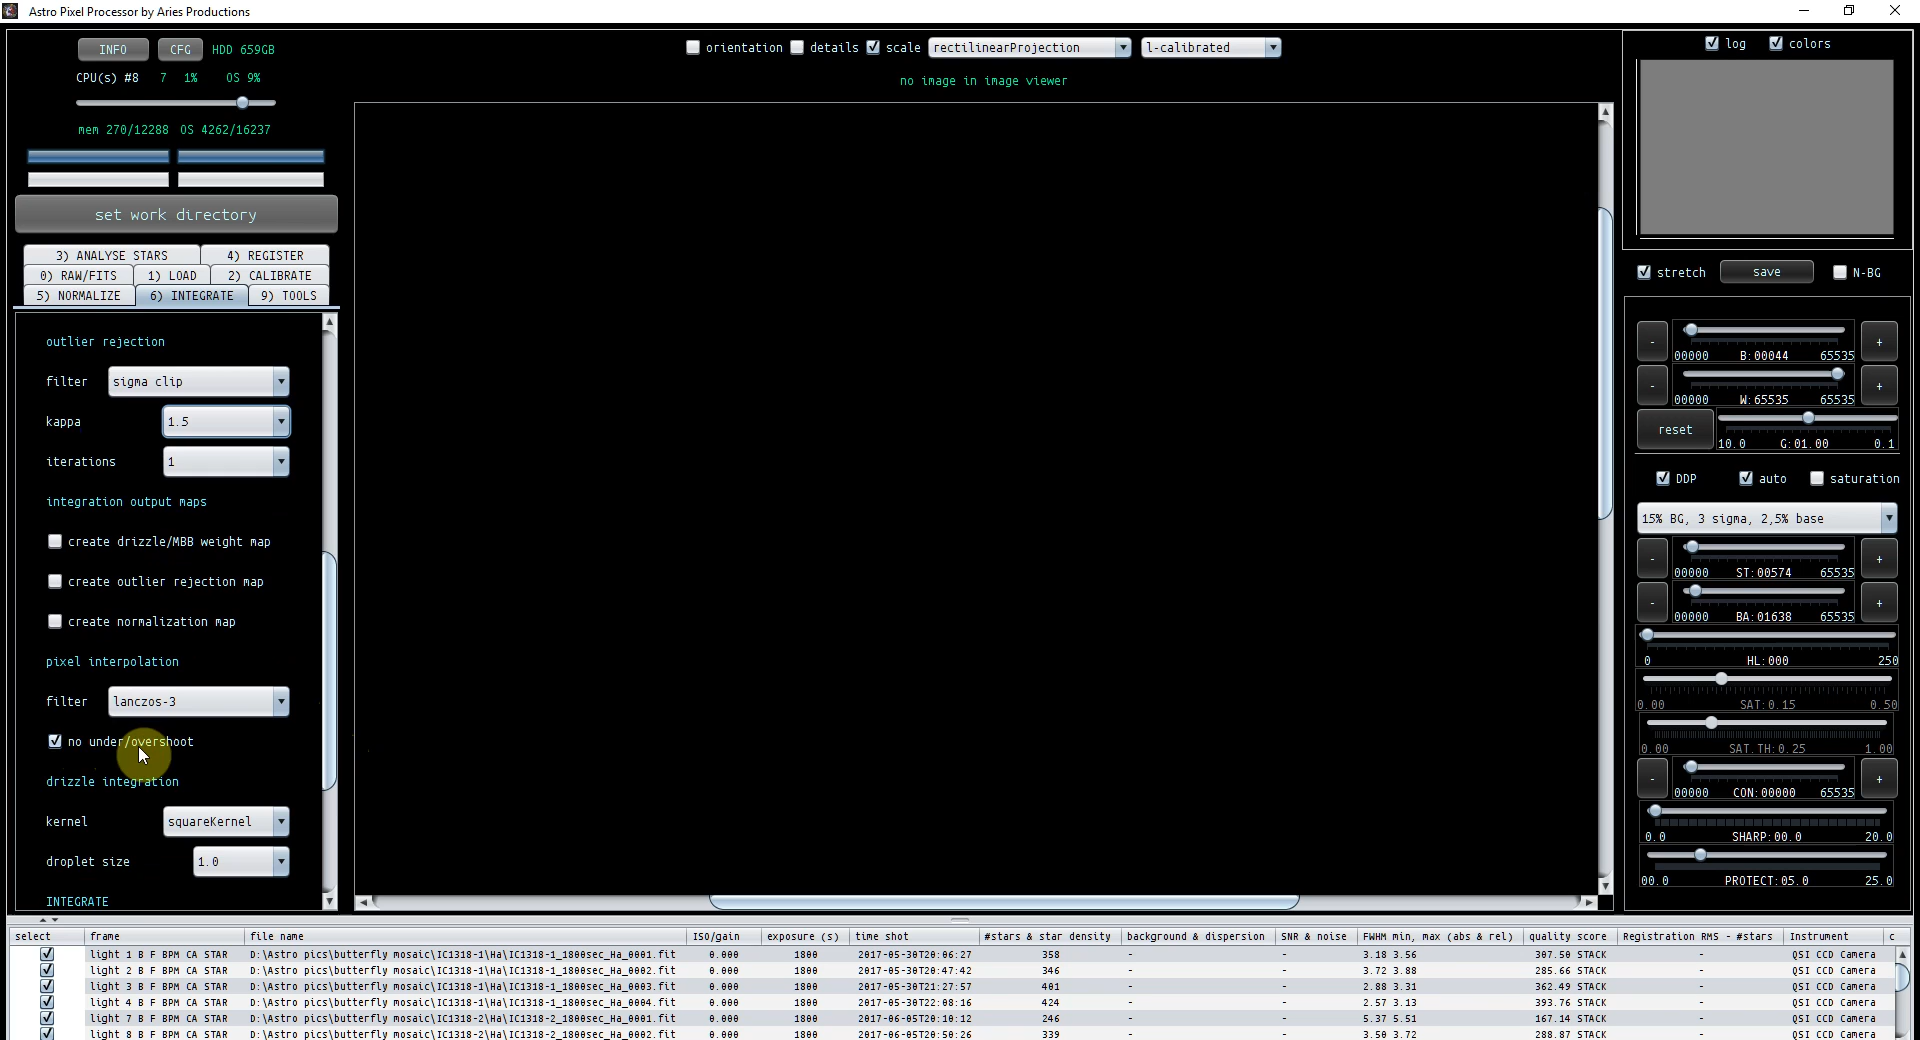 Astro Pixel Processor by Aries Productions
INFO CFG HDD 659GB
CPU(s) #8 7 1% OS 9%
mem 270/12288 OS 4262/16237
set work directory
3) ANALYSE STARS 4) REGISTER
0) RAW/FITS 1) LOAD 2) CALIBRATE
5) NORMALIZE 6) INTEGRATE 9) TOOLS
outlier rejection
filter sigma clip
kappa 1.5
iterations 1
integration output maps
create drizzle/MBB weight map
create outlier rejection map
create normalization map
pixel interpolation
filter lanczos-3
no under/overshoot
drizzle integration
kernel squareKernel
droplet size 1.0
INTEGRATE
orientation details scale rectilinearProjection l-calibrated
no image in image viewer
log colors
stretch save N-BG
- +
00000 B:00044 65535
- +
00000 W:65535 65535
reset
10.0 G:01.00 0.1
DDP auto saturation
15% BG, 3 sigma, 2,5% base
- +
00000 ST:00574 65535
- +
00000 BA:01638 65535
0 HL:000 250
0.00 SAT:0.15 0.50
0.00 SAT.TH:0.25 1.00
- +
00000 CON:00000 65535
0.0 SHARP:00.0 20.0
00.0 PROTECT:05.0 25.0
select frame file name ISO/gain exposure (s) time shot #stars & star density background & dispersion SNR & noise FWHM min, max (abs & rel) quality score Registration RMS - #stars Instrument c
light 1 B F BPM CA STAR D:\Astro pics\butterfly mosaic\IC1318-1\Ha\IC1318-1_1800sec_Ha_0001.fit 0.000 1800 2017-05-30T20:06:27 358 - - 3.18 3.56 307.50 STACK - QSI CCD Camera
light 2 B F BPM CA STAR D:\Astro pics\butterfly mosaic\IC1318-1\Ha\IC1318-1_1800sec_Ha_0002.fit 0.000 1800 2017-05-30T20:47:42 346 - - 3.72 3.88 285.66 STACK - QSI CCD Camera
light 3 B F BPM CA STAR D:\Astro pics\butterfly mosaic\IC1318-1\Ha\IC1318-1_1800sec_Ha_0003.fit 0.000 1800 2017-05-30T21:27:57 401 - - 2.88 3.31 362.49 STACK - QSI CCD Camera
light 4 B F BPM CA STAR D:\Astro pics\butterfly mosaic\IC1318-1\Ha\IC1318-1_1800sec_Ha_0004.fit 0.000 1800 2017-05-30T22:08:16 424 - - 2.57 3.13 393.76 STACK - QSI CCD Camera
light 7 B F BPM CA STAR D:\Astro pics\butterfly mosaic\IC1318-2\Ha\IC1318-2_1800sec_Ha_0001.fit 0.000 1800 2017-06-05T20:10:12 246 - - 5.37 5.51 167.14 STACK - QSI CCD Camera
light 8 B F BPM CA STAR D:\Astro pics\butterfly mosaic\IC1318-2\Ha\IC1318-2_1800sec_Ha_0002.fit 0.000 1800 2017-06-05T20:50:26 339 - - 3.50 3.72 288.87 STACK - QSI CCD Camera